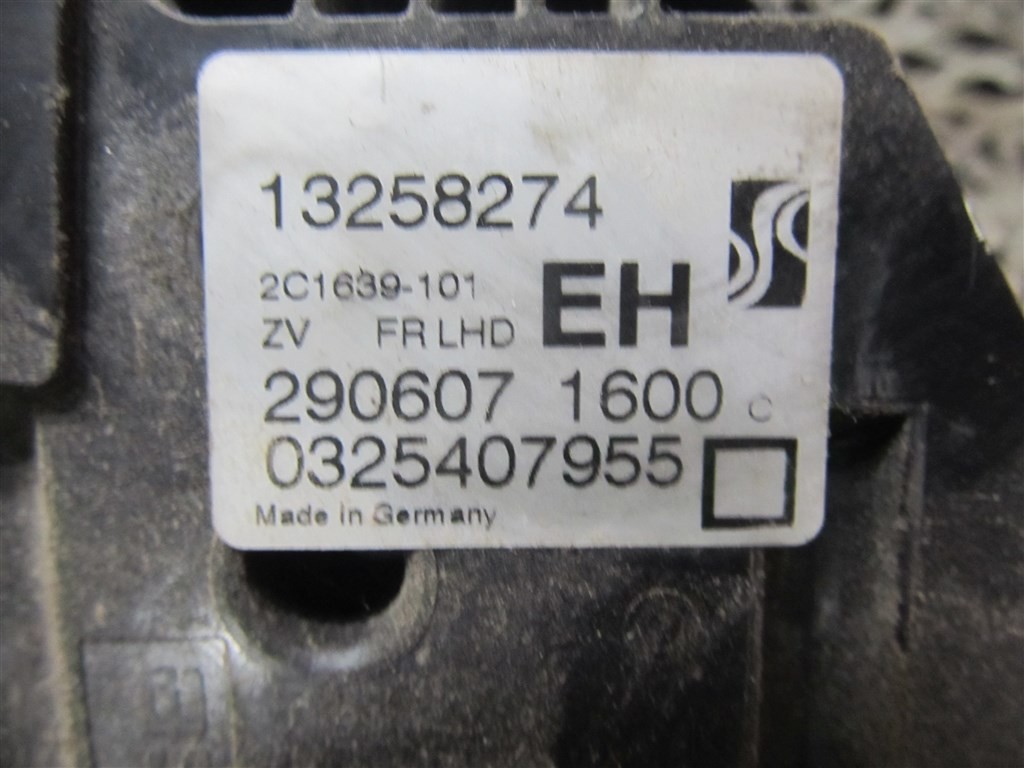 13258274
2C1639-101 EH
ZV FR LHD
290607 1600 C
0325407955
Made in Germany